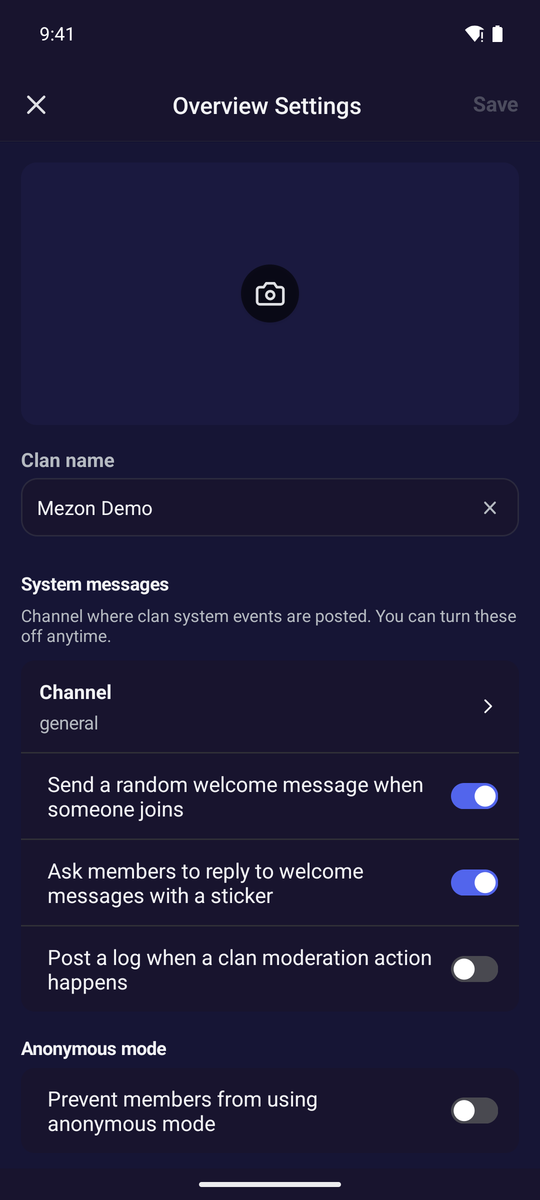 9:41
Overview Settings
Save
Clan name
Mezon Demo
System messages
Channel where clan system events are posted. You can turn these
off anytime.
Channel
general
Send a random welcome message when
someone joins
Ask members to reply to welcome
messages with a sticker
Post a log when a clan moderation action
happens
Anonymous mode
Prevent members from using
anonymous mode